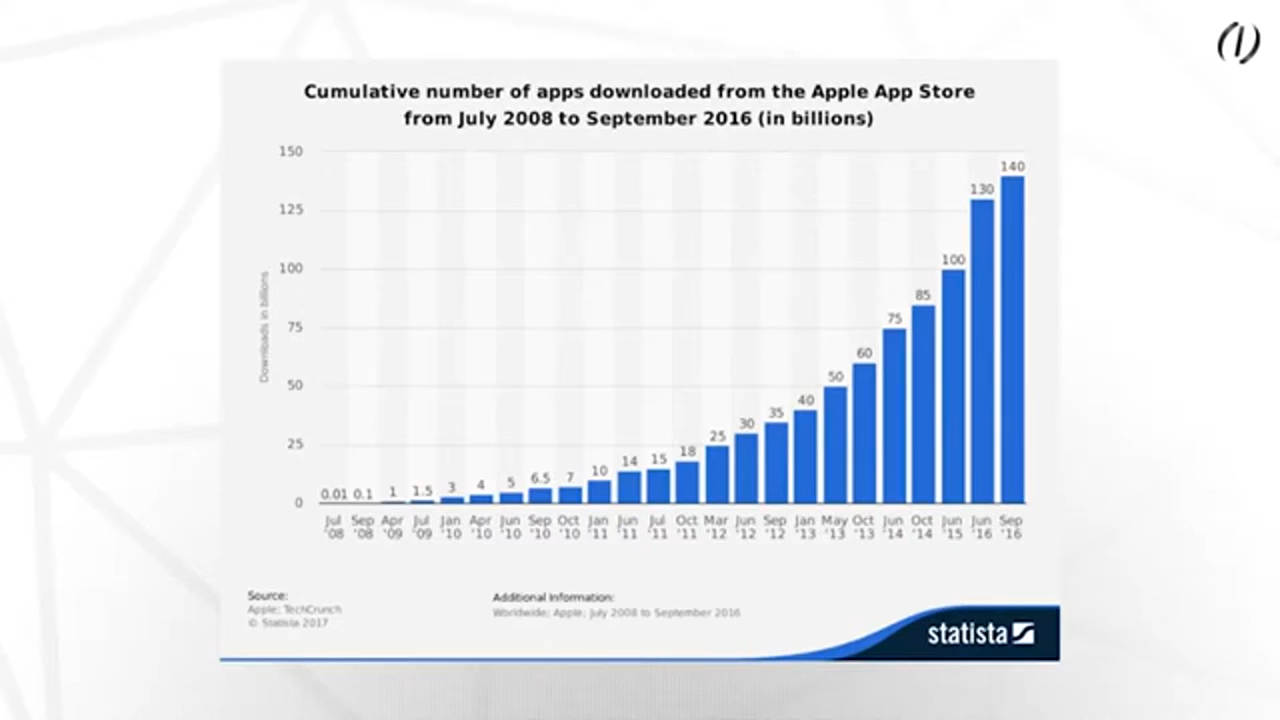 Cumulative number of apps downloaded from the Apple App Store
from July 2008 to September 2016 (in billions)
150
125
100
75
50
25
0
Downloads in billions
0.01 0.1 1 1.5 3 4 5 6.5 7 10 14 15 18 25 30 35 40 50 60 75 85 100 130 140
Jul Sep Apr Jul Jan Apr Jun Sep Oct Jan Jun Jul Oct Mar Jun Sep Jan May Oct Jun Oct Jun Jun Sep
'08 '08 '09 '09 '10 '10 '10 '10 '10 '11 '11 '11 '11 '12 '12 '12 '13 '13 '13 '14 '14 '15 '16 '16
Source:
Apple; TechCrunch
© Statista 2017
Additional Information:
Worldwide; Apple; July 2008 to September 2016
statista